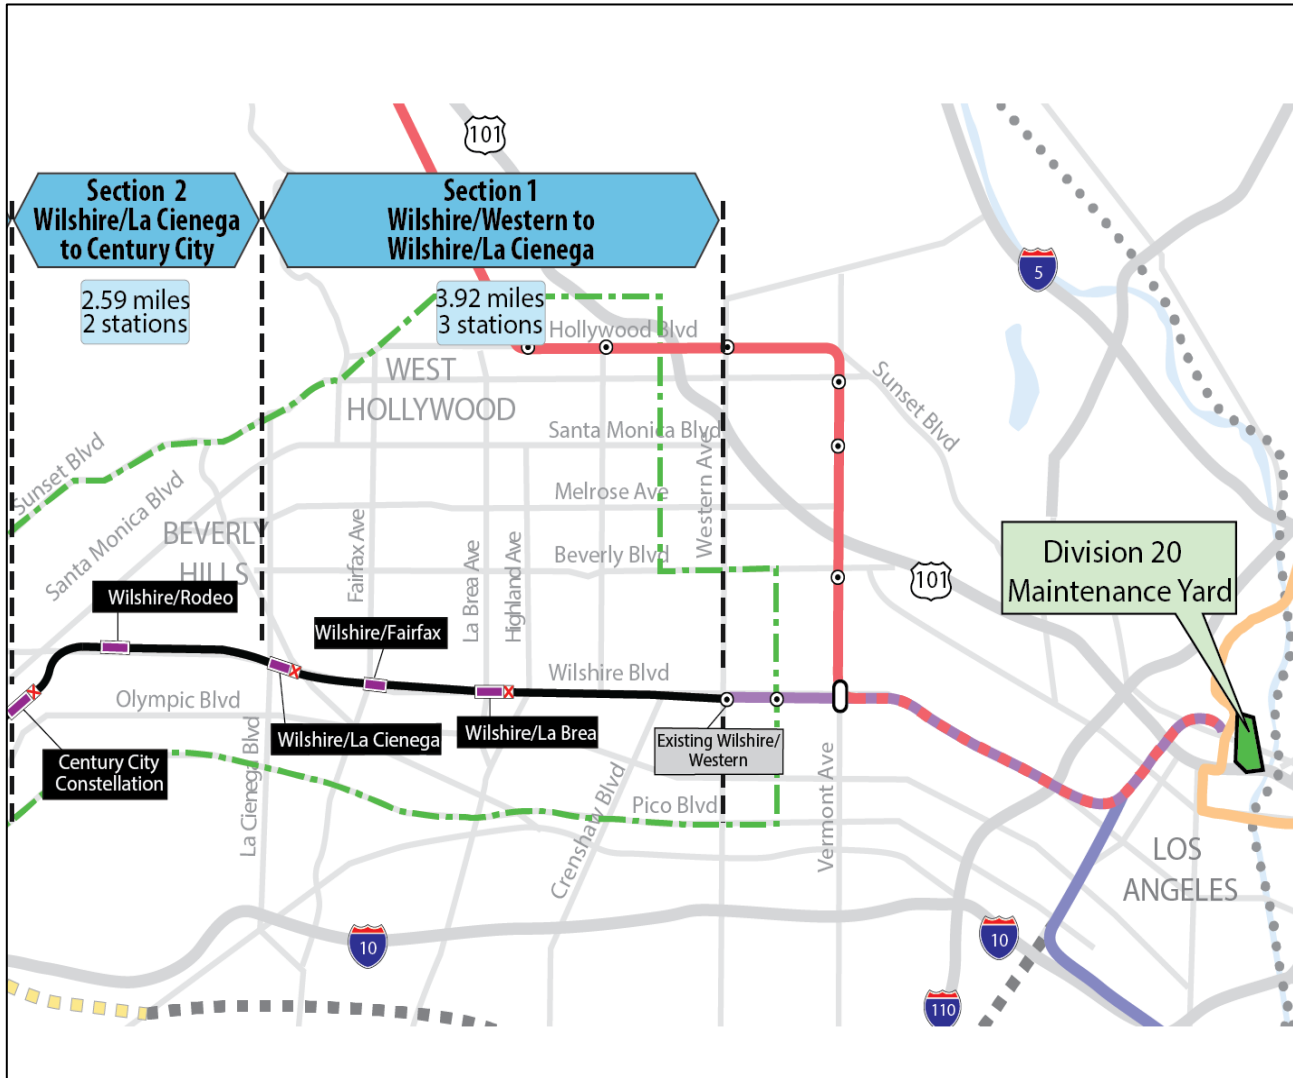 101
Section 2
Wilshire/La Cienega
to Century City
Section 1
Wilshire/Western to
Wilshire/La Cienega
5
2.59 miles
2 stations
3.92 miles
3 stations
Hollywood Blvd
WEST
HOLLYWOOD
Sunset Blvd
Santa Monica Blvd
Western Ave
Sunset Blvd
Santa Monica Blvd
Melrose Ave
BEVERLY
HILLS
Fairfax Ave
La Brea Ave
Highland Ave
Beverly Blvd
101
Division 20
Maintenance Yard
Wilshire/Rodeo
Wilshire/Fairfax
Wilshire Blvd
Olympic Blvd
La Cienega Blvd
Wilshire/La Cienega
Wilshire/La Brea
Existing Wilshire/
Western
Century City
Constellation
Crenshaw Blvd
Pico Blvd
Vermont Ave
LOS
ANGELES
10
10
110